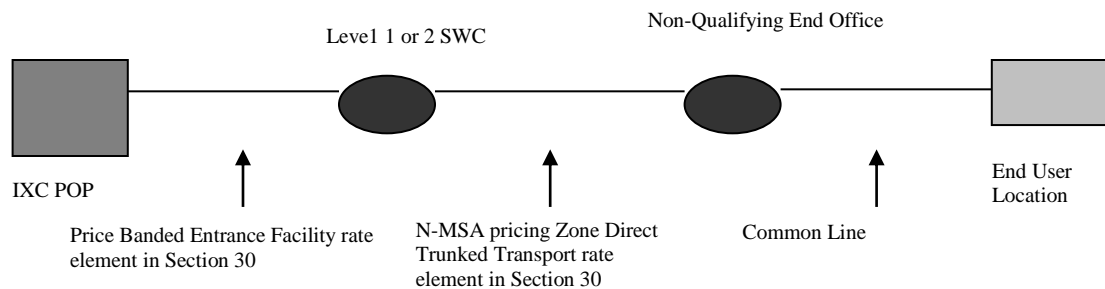 Non-Qualifying End Office
Level 1 or 2 SWC
IXC POP
End User
Location
Price Banded Entrance Facility rate
element in Section 30
N-MSA pricing Zone Direct
Trunked Transport rate
element in Section 30
Common Line